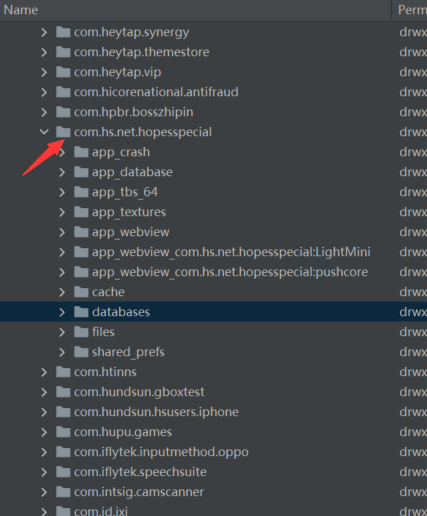 Name Perm
com.heytap.synergy drwx
com.heytap.themestore drwx
com.heytap.vip drwx
com.hicorenational.antifraud drwx
com.hpbr.bosszhipin drwx
com.hs.net.hopesspecial drwx
app_crash drwx
app_database drwx
app_tbs_64 drwx
app_textures drwx
app_webview drwx
app_webview_com.hs.net.hopesspecial:LightMini drwx
app_webview_com.hs.net.hopesspecial:pushcore drwx
cache drwx
databases drwx
files drwx
shared_prefs drwx
com.htinns drwx
com.hundsun.gboxtest drwx
com.hundsun.hsusers.iphone drwx
com.hupu.games drwx
com.iflytek.inputmethod.oppo drwx
com.iflytek.speechsuite drwx
com.intsig.camscanner drwx
com.id.jxj drwx